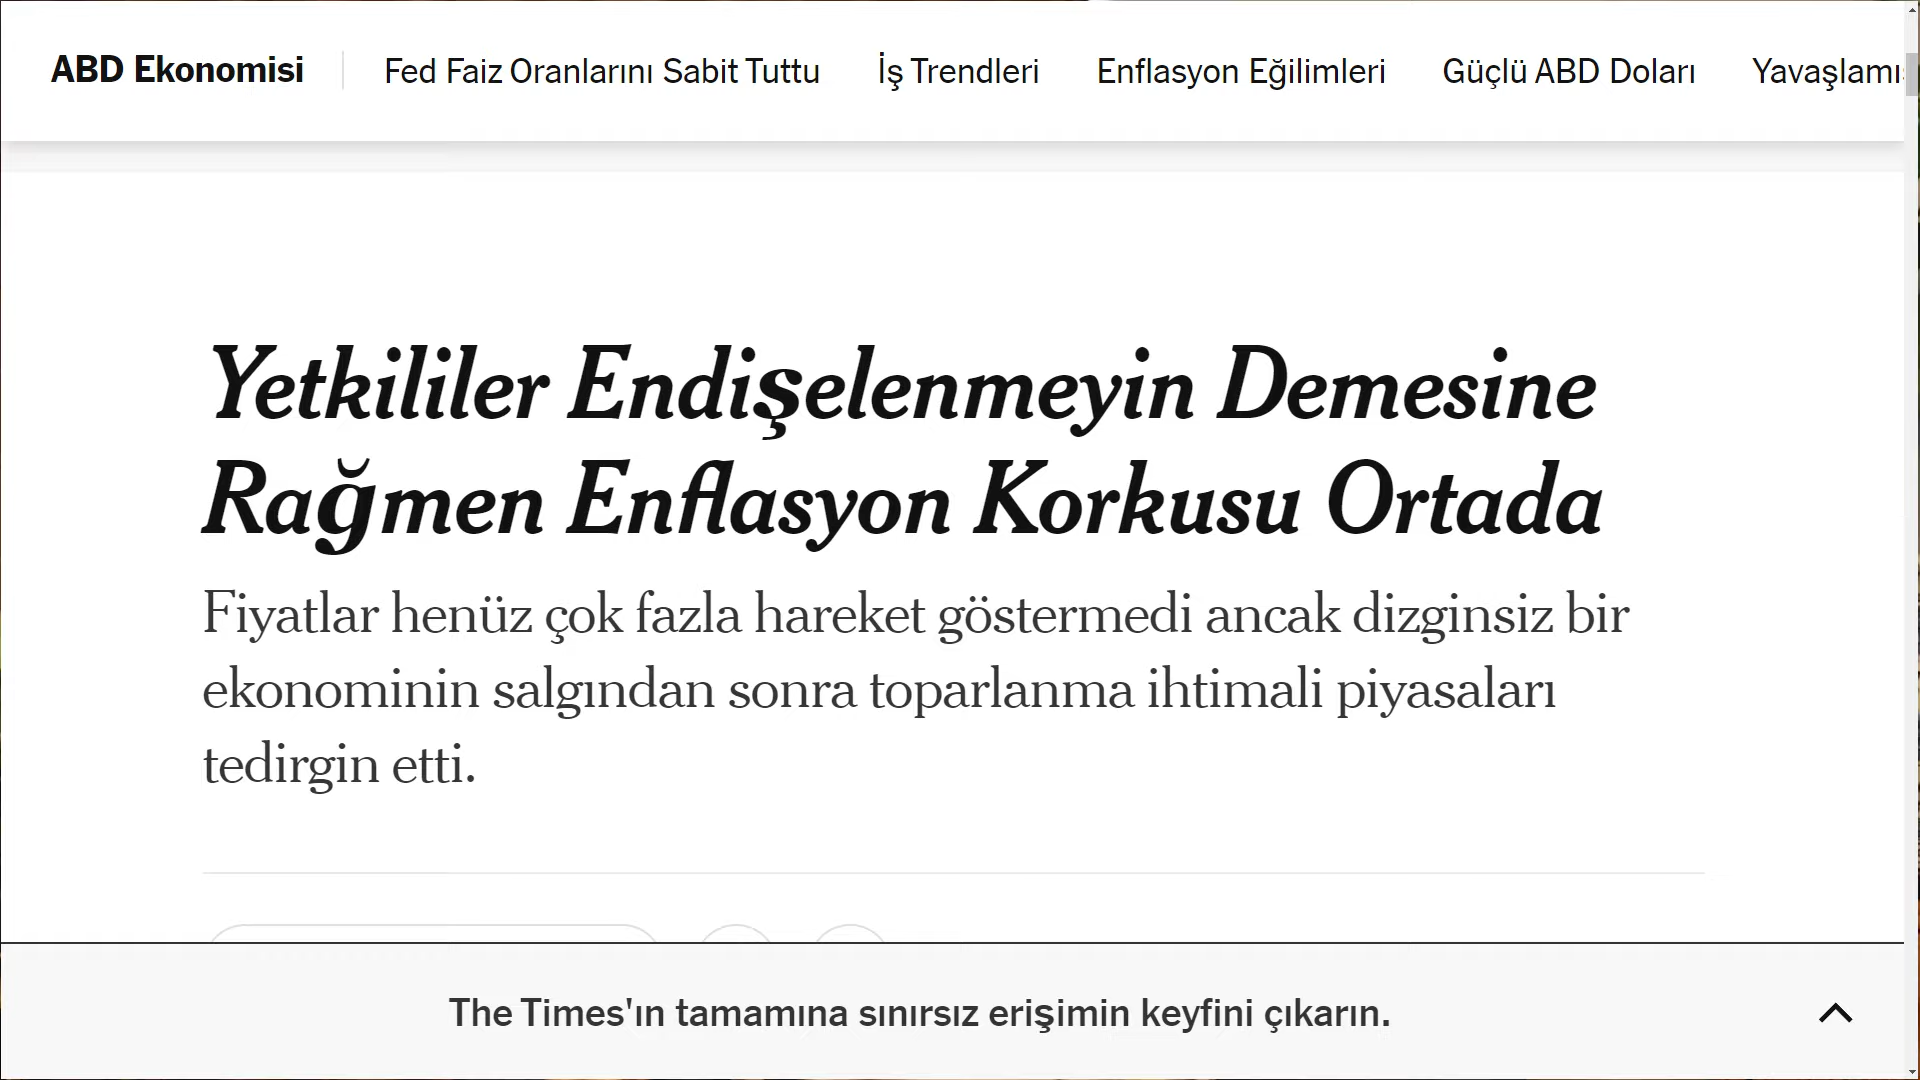 ABD Ekonomisi Fed Faiz Oranlarını Sabit Tuttu İş Trendleri Enflasyon Eğilimleri Güçlü ABD Doları
Yetkililer Endişelenmeyin Demesine
Rağmen Enflasyon Korkusu Ortada
Fiyatlar henüz çok fazla hareket göstermedi ancak dizginsiz bir
ekonominin salgından sonra toparlanma ihtimali piyasaları
tedirgin etti.
The Times'ın tamamına sınırsız erişimin keyfini çıkarın.